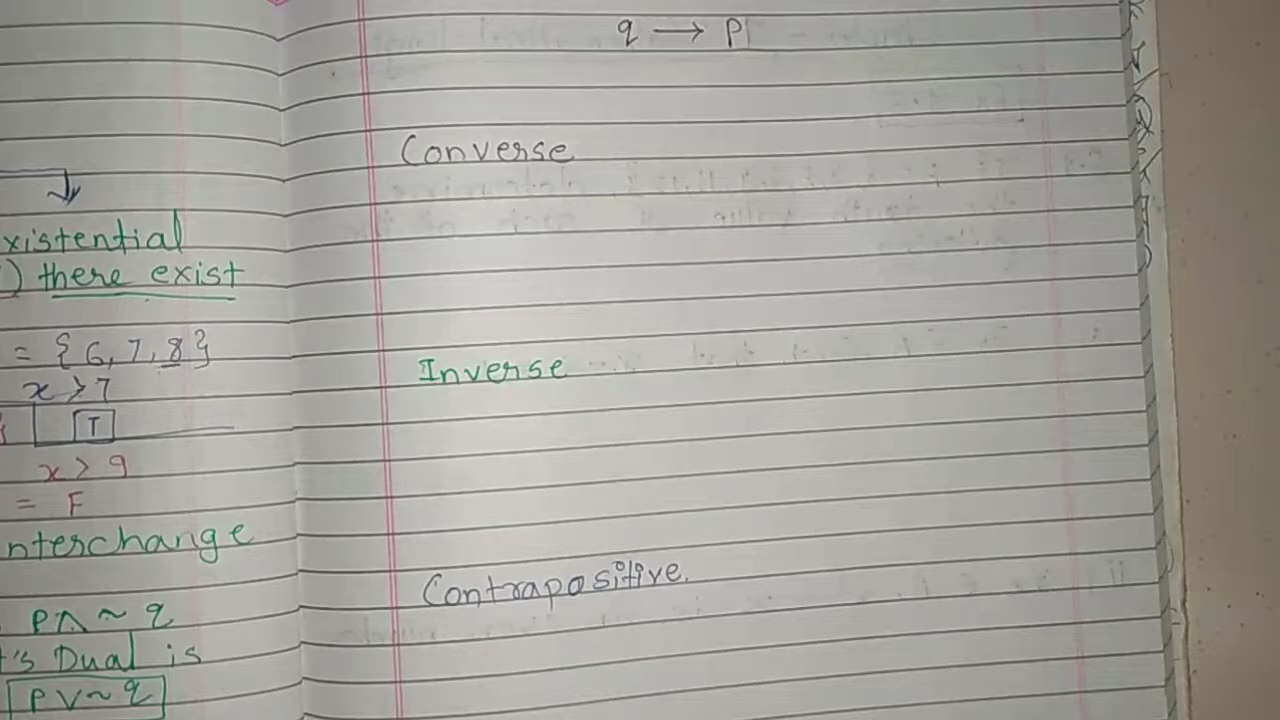 xistential
) there exist
= {6, 7, 8}
x > 7
T
x > 9
= F
nterchange
P ∧ ~ q
t's Dual is
P V ~ q
q → P
Converse
Inverse
Contrapositive.